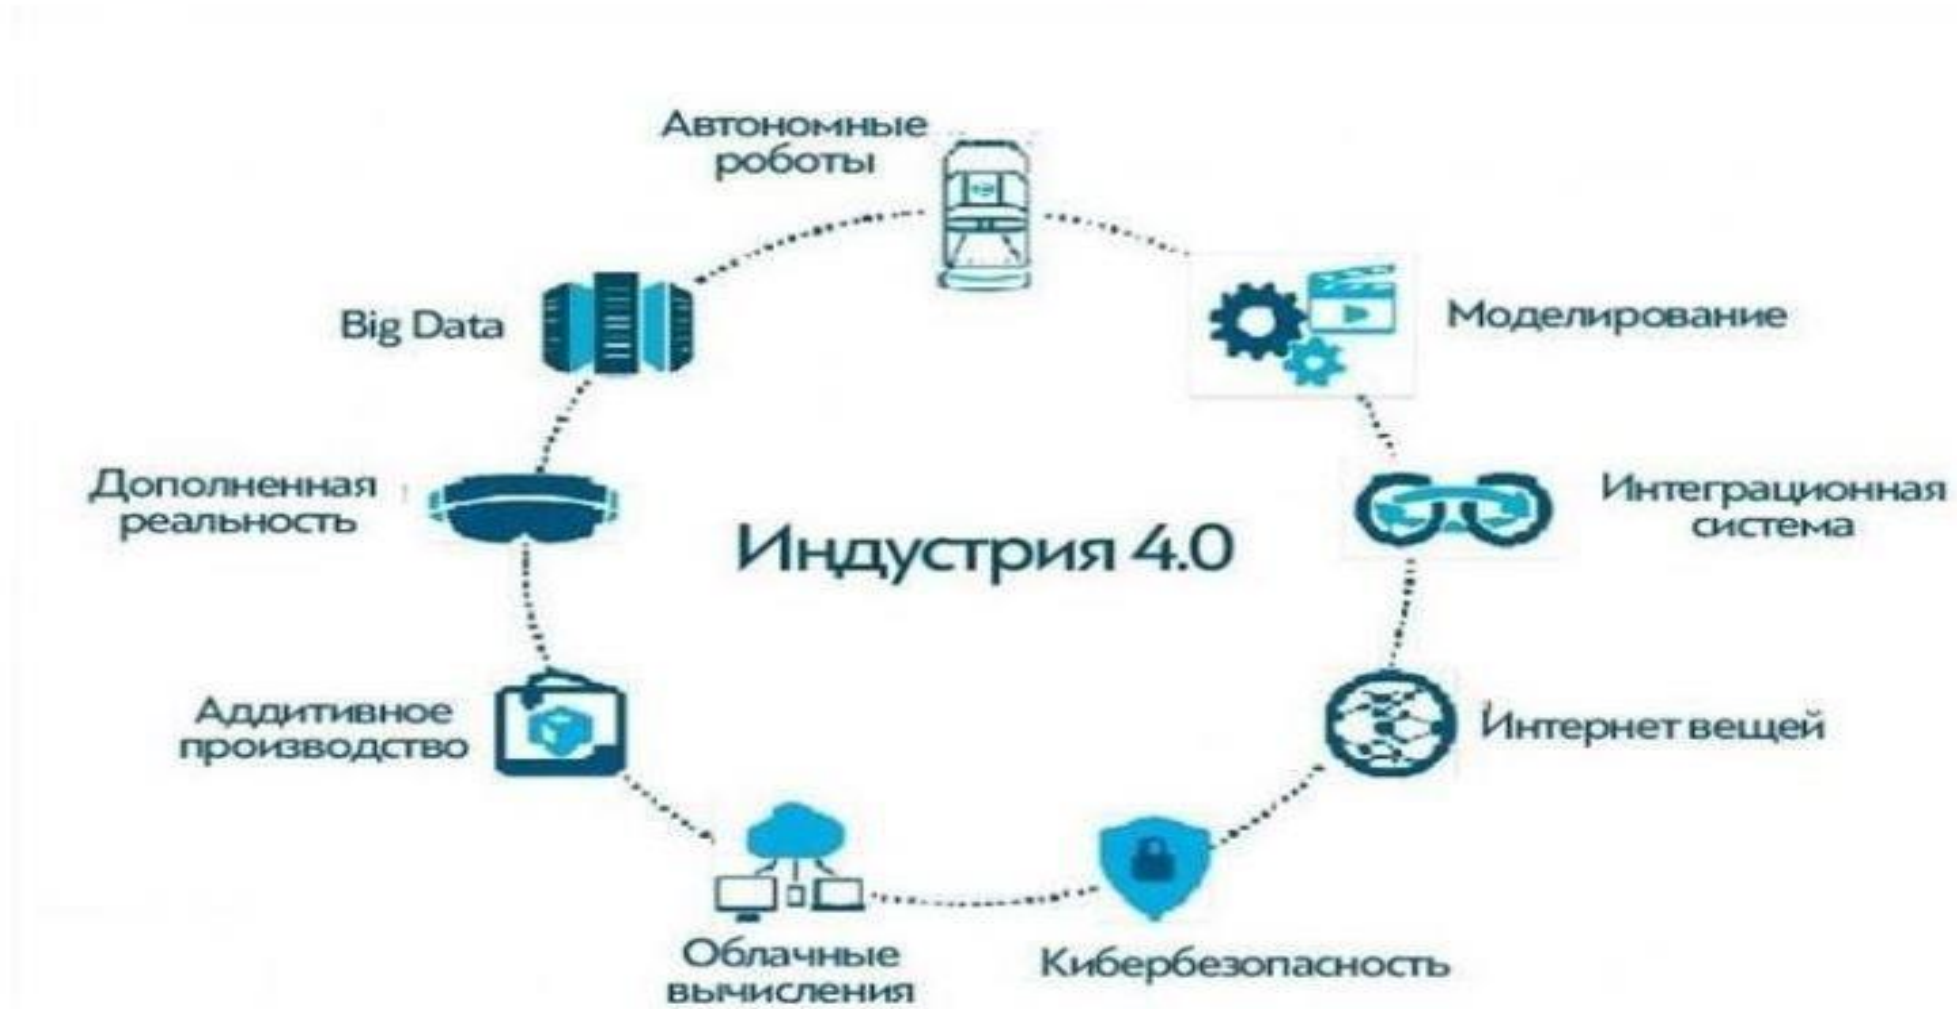 Автономные
роботы
Big Data
Моделирование
Дополненная
реальность
Интеграционная
система
Индустрия 4.0
Аддитивное
производство
Интернет вещей
Облачные
вычисления
Кибербезопасность